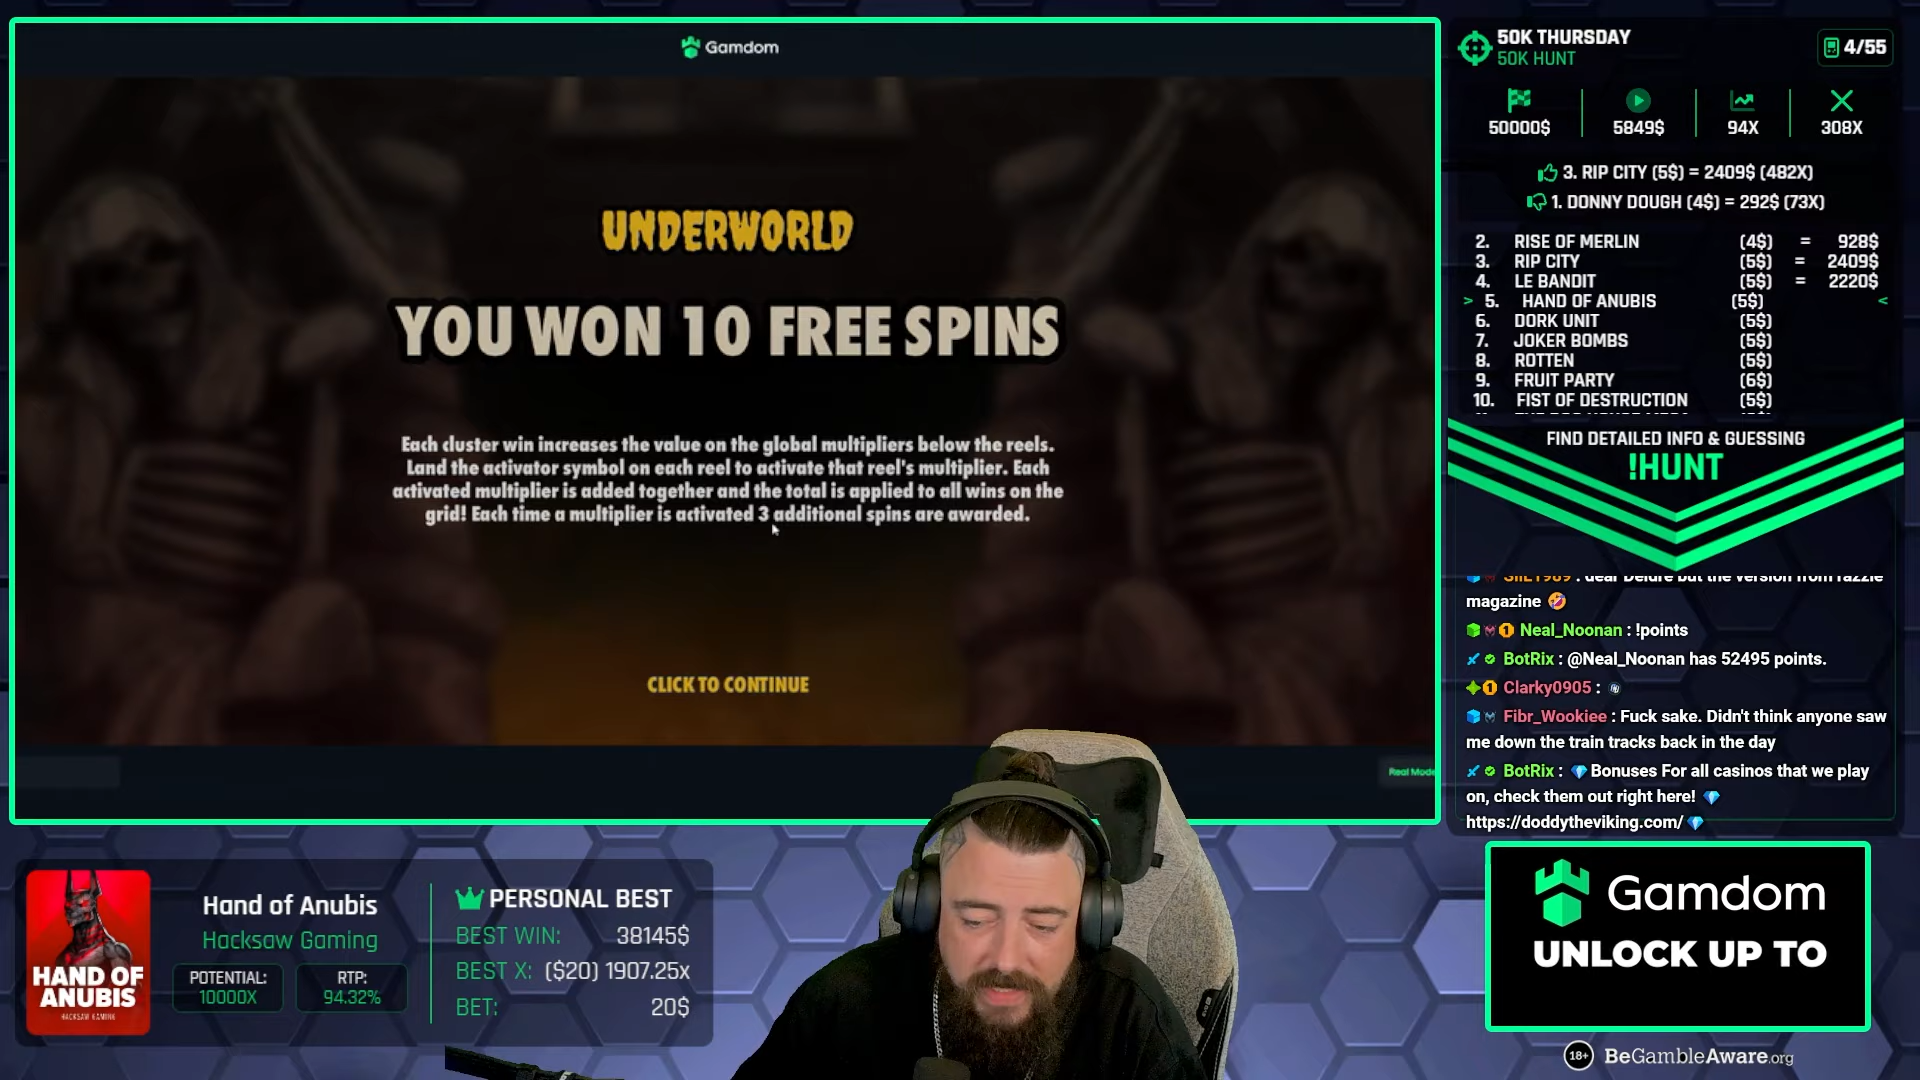 Gamdom
UNDERWORLD
YOU WON 10 FREE SPINS
Each cluster win increases the value on the global multipliers below the reels.
Land the activator symbol on each reel to activate that reel's multiplier. Each
activated multiplier is added together and the total is applied to all wins on the
grid! Each time a multiplier is activated 3 additional spins are awarded.
CLICK TO CONTINUE
Real Mode
50K THURSDAY
50K HUNT
4/55
50000$ 5849$ 94X 308X
3. RIP CITY (5$) = 2409$ (482X)
1. DONNY DOUGH (4$) = 292$ (73X)
2. RISE OF MERLIN (4$) = 928$
3. RIP CITY (5$) = 2409$
4. LE BANDIT (5$) = 2220$
> 5. HAND OF ANUBIS (5$) <
6. DORK UNIT (5$)
7. JOKER BOMBS (5$)
8. ROTTEN (5$)
9. FRUIT PARTY (6$)
10. FIST OF DESTRUCTION (5$)
FIND DETAILED INFO & GUESSING
!HUNT
magazine 🤣
Neal_Noonan : !points
BotRix : @Neal_Noonan has 52495 points.
Clarky0905 :
Fibr_Wookiee : Fuck sake. Didn't think anyone saw
me down the train tracks back in the day
BotRix : 💎Bonuses For all casinos that we play
on, check them out right here! 💎
https://doddytheviking.com/ 💎
HAND OF
ANUBIS
HACKSAW GAMING
Hand of Anubis
Hacksaw Gaming
POTENTIAL:
10000X
RTP:
94.32%
PERSONAL BEST
BEST WIN: 38145$
BEST X: ($20) 1907.25x
BET: 20$
Gamdom
UNLOCK UP TO
18+ BeGambleAware.org